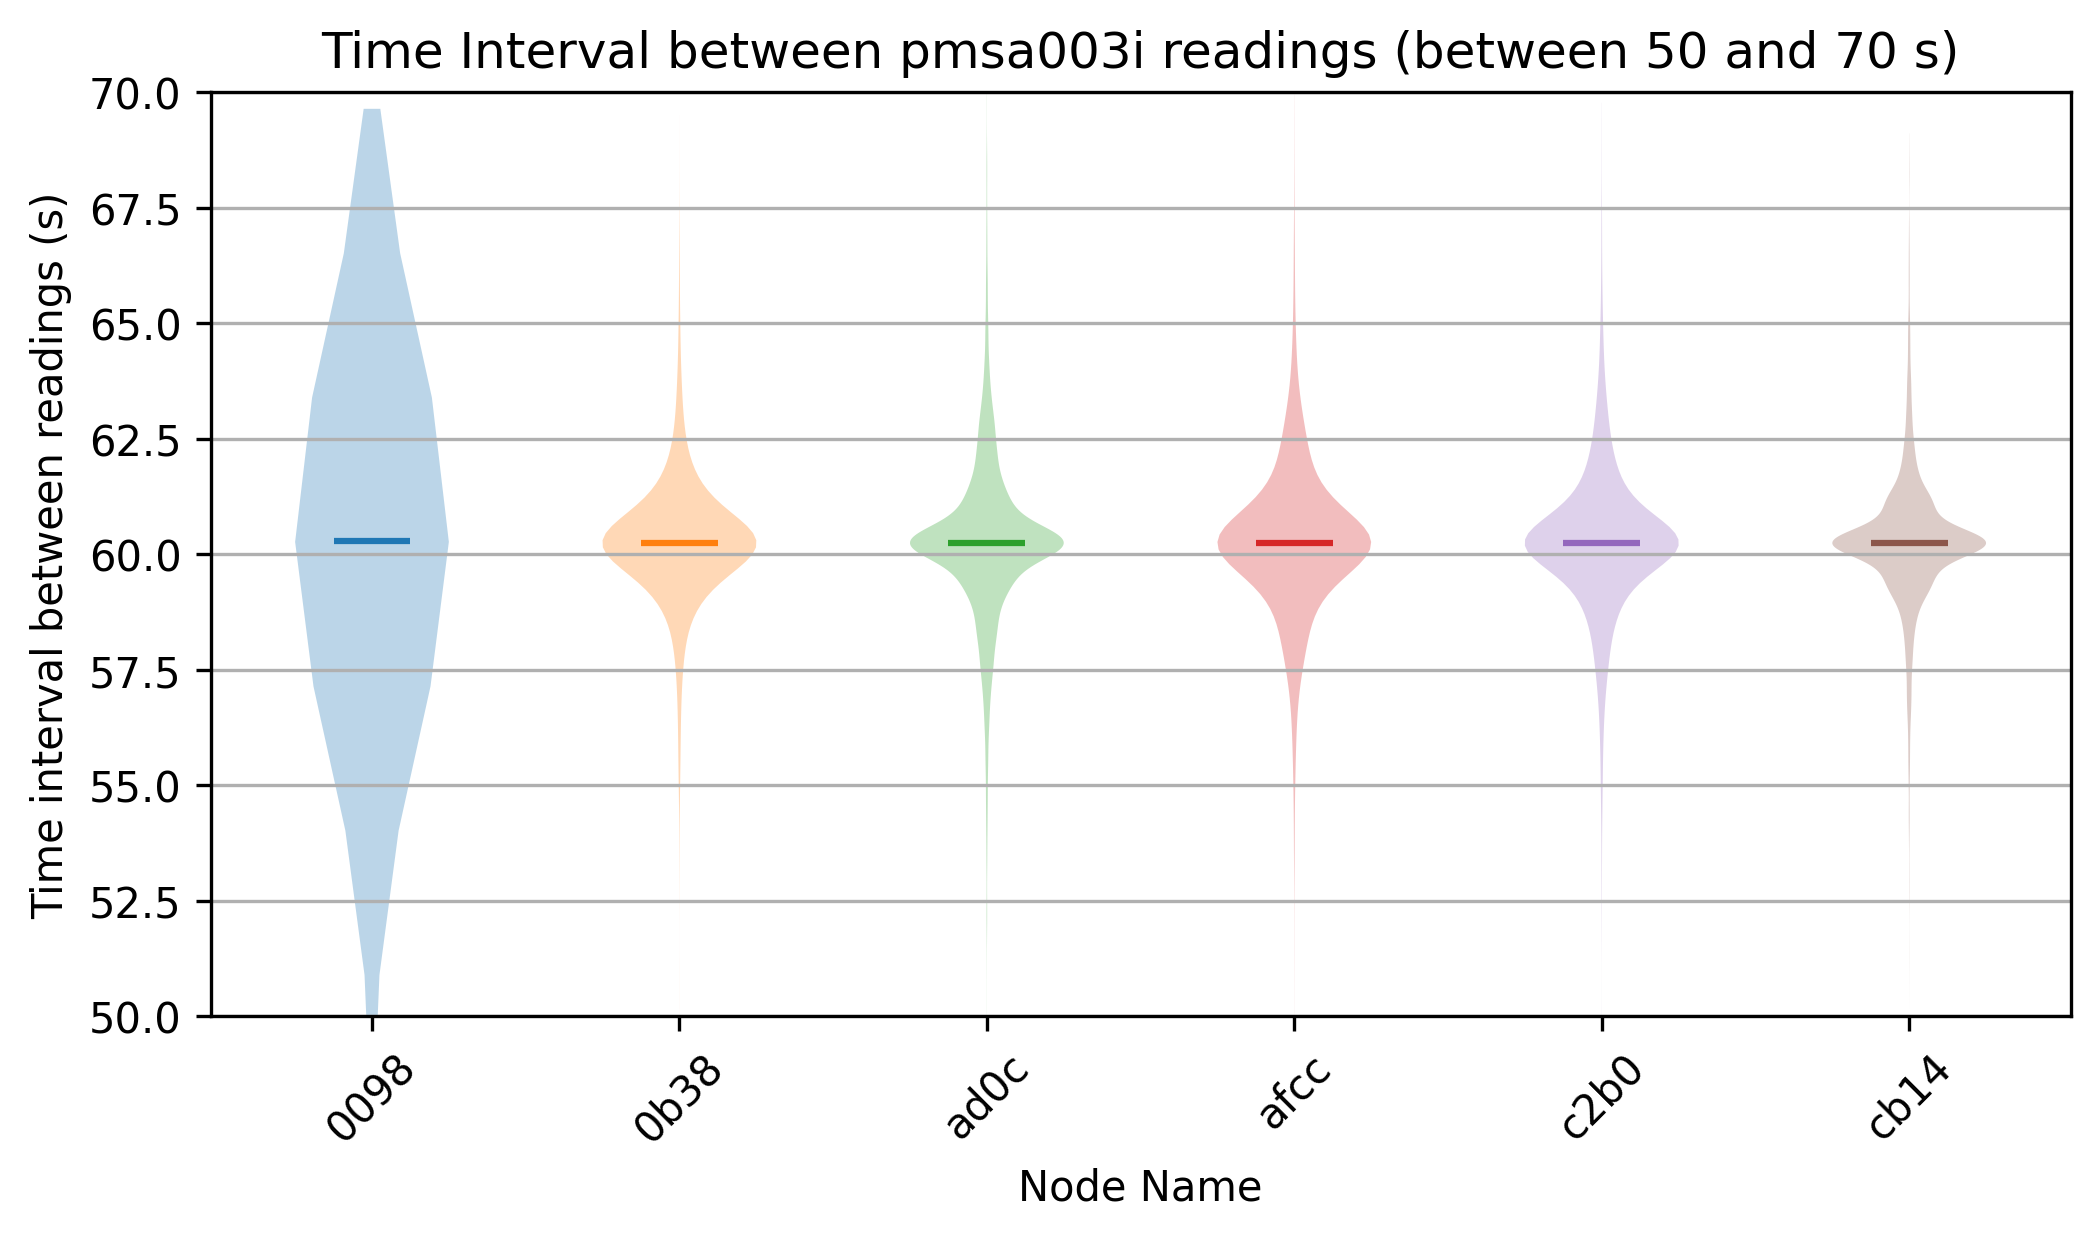 Time Interval between pmsa003i readings (between 50 and 70 s)
Time interval between readings (s)
70.0
67.5
65.0
62.5
60.0
57.5
55.0
52.5
50.0
0098
0b38
ad0c
afcc
c2b0
cb14
Node Name